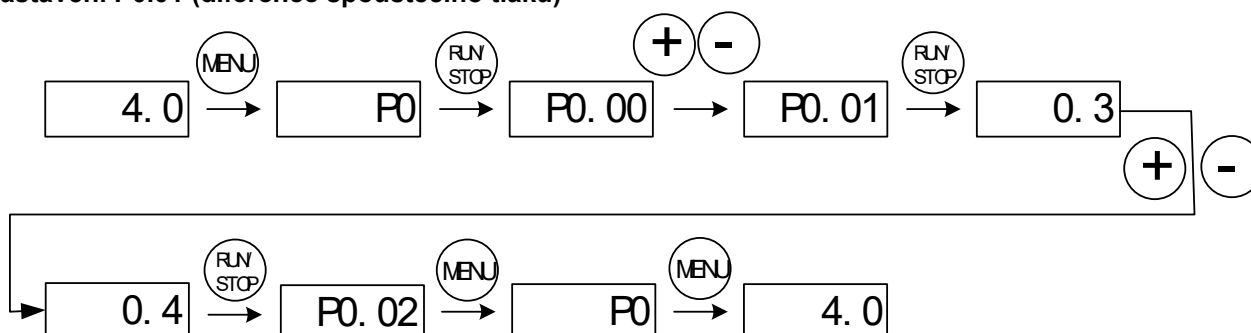 P0.01 (diference spouštěcího tlaku)
+ -
MENU RUN/ STOP RUN/ STOP
4. 0 P0 P0. 00 P0. 01 0. 3
+ -
RUN/ STOP MENU MENU
0. 4 P0. 02 P0 4. 0